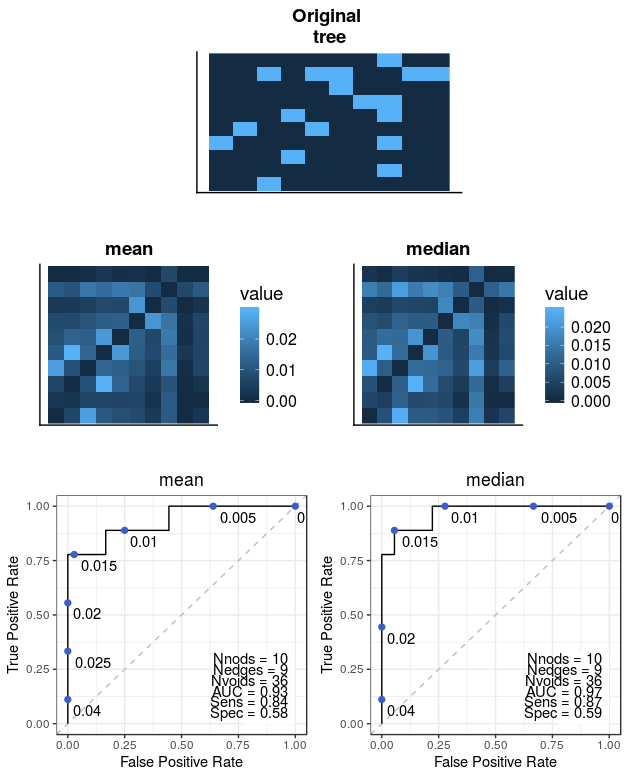 Original
tree
mean
median
value
0.02
0.01
0.00
value
0.020
0.015
0.010
0.005
0.000
mean
median
True Positive Rate
1.00
0.75
0.50
0.25
0.00
0.005
0
0.01
0.015
0.02
0.025
0.04
Nnods = 10
Nedges = 9
Nvoids = 36
AUC = 0.93
Sens = 0.84
Spec = 0.58
0.00 0.25 0.50 0.75 1.00
False Positive Rate
True Positive Rate
1.00
0.75
0.50
0.25
0.00
0.01
0.005
0
0.015
0.02
0.04
Nnods = 10
Nedges = 9
Nvoids = 36
AUC = 0.97
Sens = 0.87
Spec = 0.59
0.00 0.25 0.50 0.75 1.00
False Positive Rate